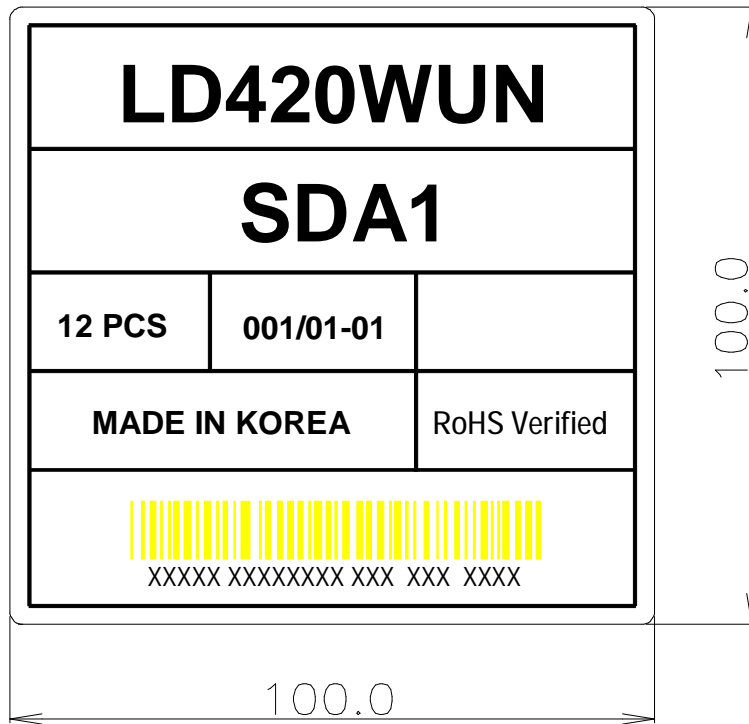 LD420WUN
SDA1
12 PCS
001/01-01
MADE IN KOREA
RoHS Verified
XXXXX XXXXXXXX XXX XXX XXXX
100.0
100.0